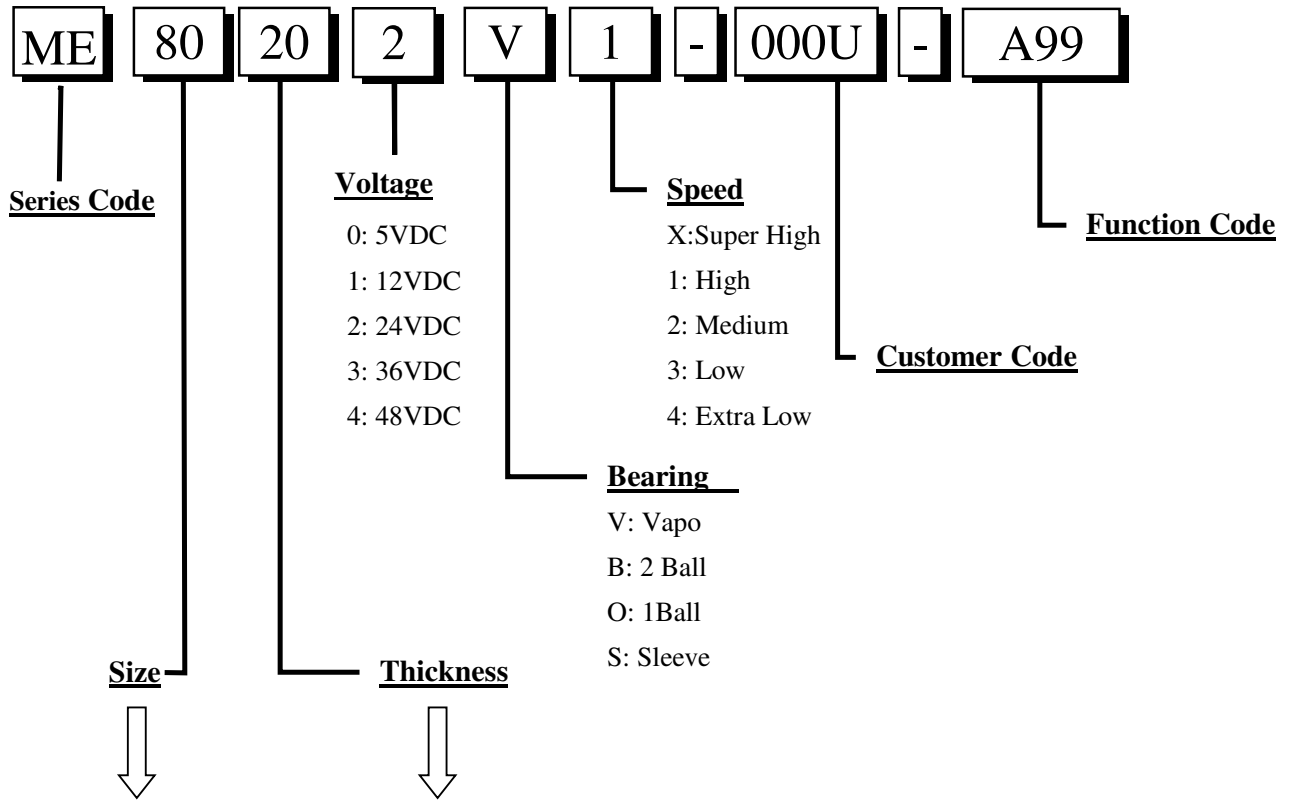 ME 80 20 2 V 1 - 000U - A99
Series Code
Voltage
0: 5VDC
1: 12VDC
2: 24VDC
3: 36VDC
4: 48VDC
Speed
X:Super High
1: High
2: Medium
3: Low
4: Extra Low
Function Code
Customer Code
Bearing
V: Vapo
B: 2 Ball
O: 1Ball
S: Sleeve
Size
Thickness